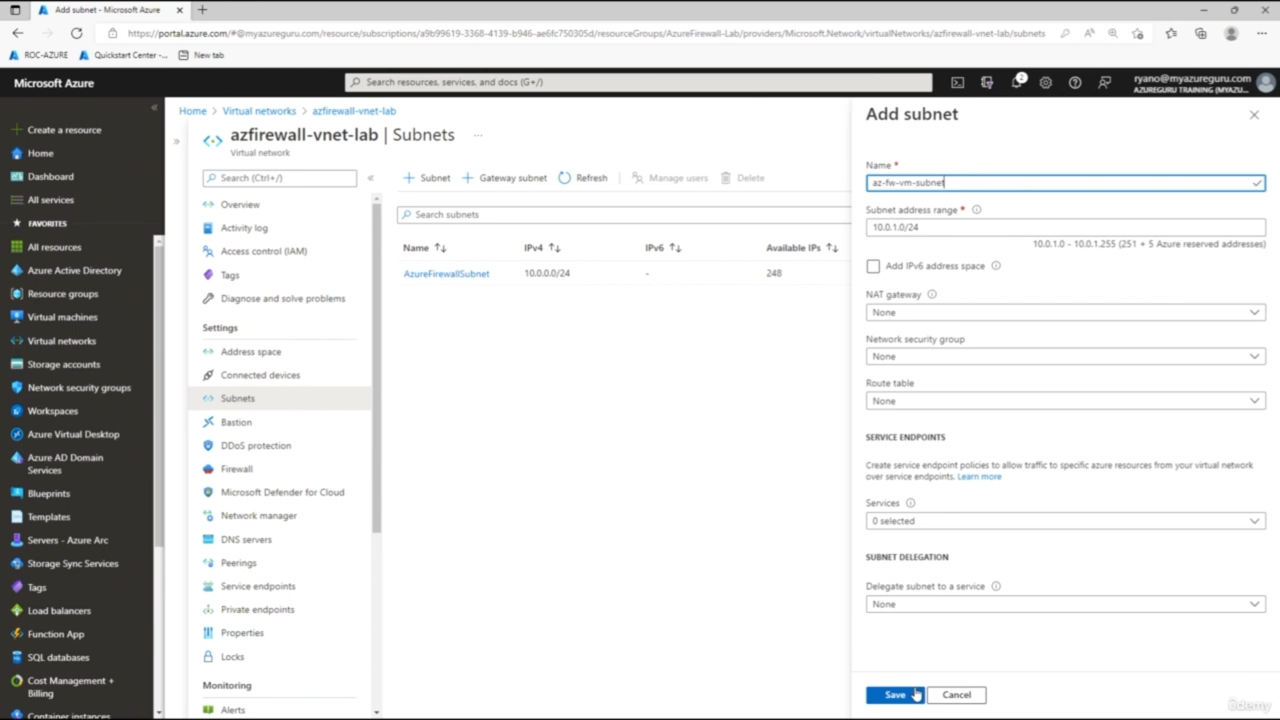 Add subnet - Microsoft Azure
https://portal.azure.com/#@myazureguru.com/resource/subscriptions/a9b99619-3368-4139-b946-ae6fc750305d/resourceGroups/AzureFirewall-Lab/providers/Microsoft.Network/virtualNetworks/azfirewall-vnet-lab/subnets
ROC-AZURE
Quickstart Center -...
New tab
Microsoft Azure
Search resources, services, and docs (G+/)
2
ryano@myazureguru.com
AZUREGURU TRAINING (MYAZU...
Create a resource
Home
Dashboard
All services
FAVORITES
All resources
Azure Active Directory
Resource groups
Virtual machines
Virtual networks
Storage accounts
Network security groups
Workspaces
Azure Virtual Desktop
Azure AD Domain
Services
Blueprints
Templates
Servers - Azure Arc
Storage Sync Services
Tags
Load balancers
Function App
SQL databases
Cost Management +
Billing
Container instances
Home > Virtual networks > azfirewall-vnet-lab
azfirewall-vnet-lab | Subnets ...
Virtual network
Search (Ctrl+/)
Overview
Activity log
Access control (IAM)
Tags
Diagnose and solve problems
Settings
Address space
Connected devices
Subnets
Bastion
DDoS protection
Firewall
Microsoft Defender for Cloud
Network manager
DNS servers
Peerings
Service endpoints
Private endpoints
Properties
Locks
Monitoring
Alerts
+ Subnet + Gateway subnet Refresh Manage users Delete
Search subnets
Name IPv4 IPv6 Available IPs
AzureFirewallSubnet 10.0.0.0/24 - 248
Add subnet
Name *
az-fw-vm-subnet
Subnet address range *
10.0.1.0/24
10.0.1.0 - 10.0.1.255 (251 + 5 Azure reserved addresses)
Add IPv6 address space
NAT gateway
None
Network security group
None
Route table
None
SERVICE ENDPOINTS
Create service endpoint policies to allow traffic to specific azure resources from your virtual network
over service endpoints. Learn more
Services
0 selected
SUBNET DELEGATION
Delegate subnet to a service
None
Save
Cancel
ûdemy